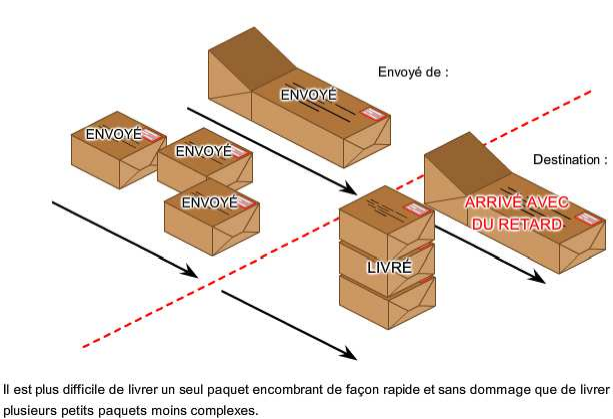 Envoyé de :
ENVOYÉ
ENVOYÉ
ENVOYÉ
ENVOYÉ
Destination :
ARRIVÉ AVEC
DU RETARD
LIVRÉ
Il est plus difficile de livrer un seul paquet encombrant de façon rapide et sans dommage que de livrer
plusieurs petits paquets moins complexes.